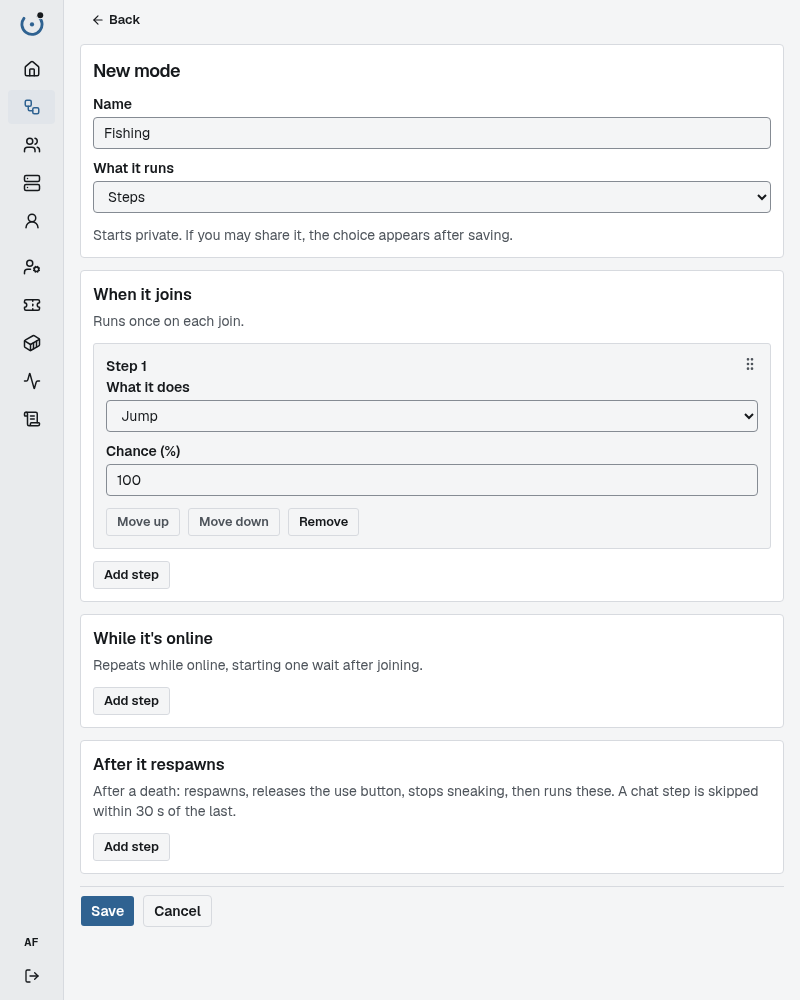 Back
New mode
Name
Fishing
What it runs
Steps
Starts private. If you may share it, the choice appears after saving.
When it joins
Runs once on each join.
Step 1
What it does
Jump
Chance (%)
100
Move up
Move down
Remove
Add step
While it's online
Repeats while online, starting one wait after joining.
Add step
After it respawns
After a death: respawns, releases the use button, stops sneaking, then runs these. A chat step is skipped
within 30 s of the last.
Add step
Save
Cancel
AF